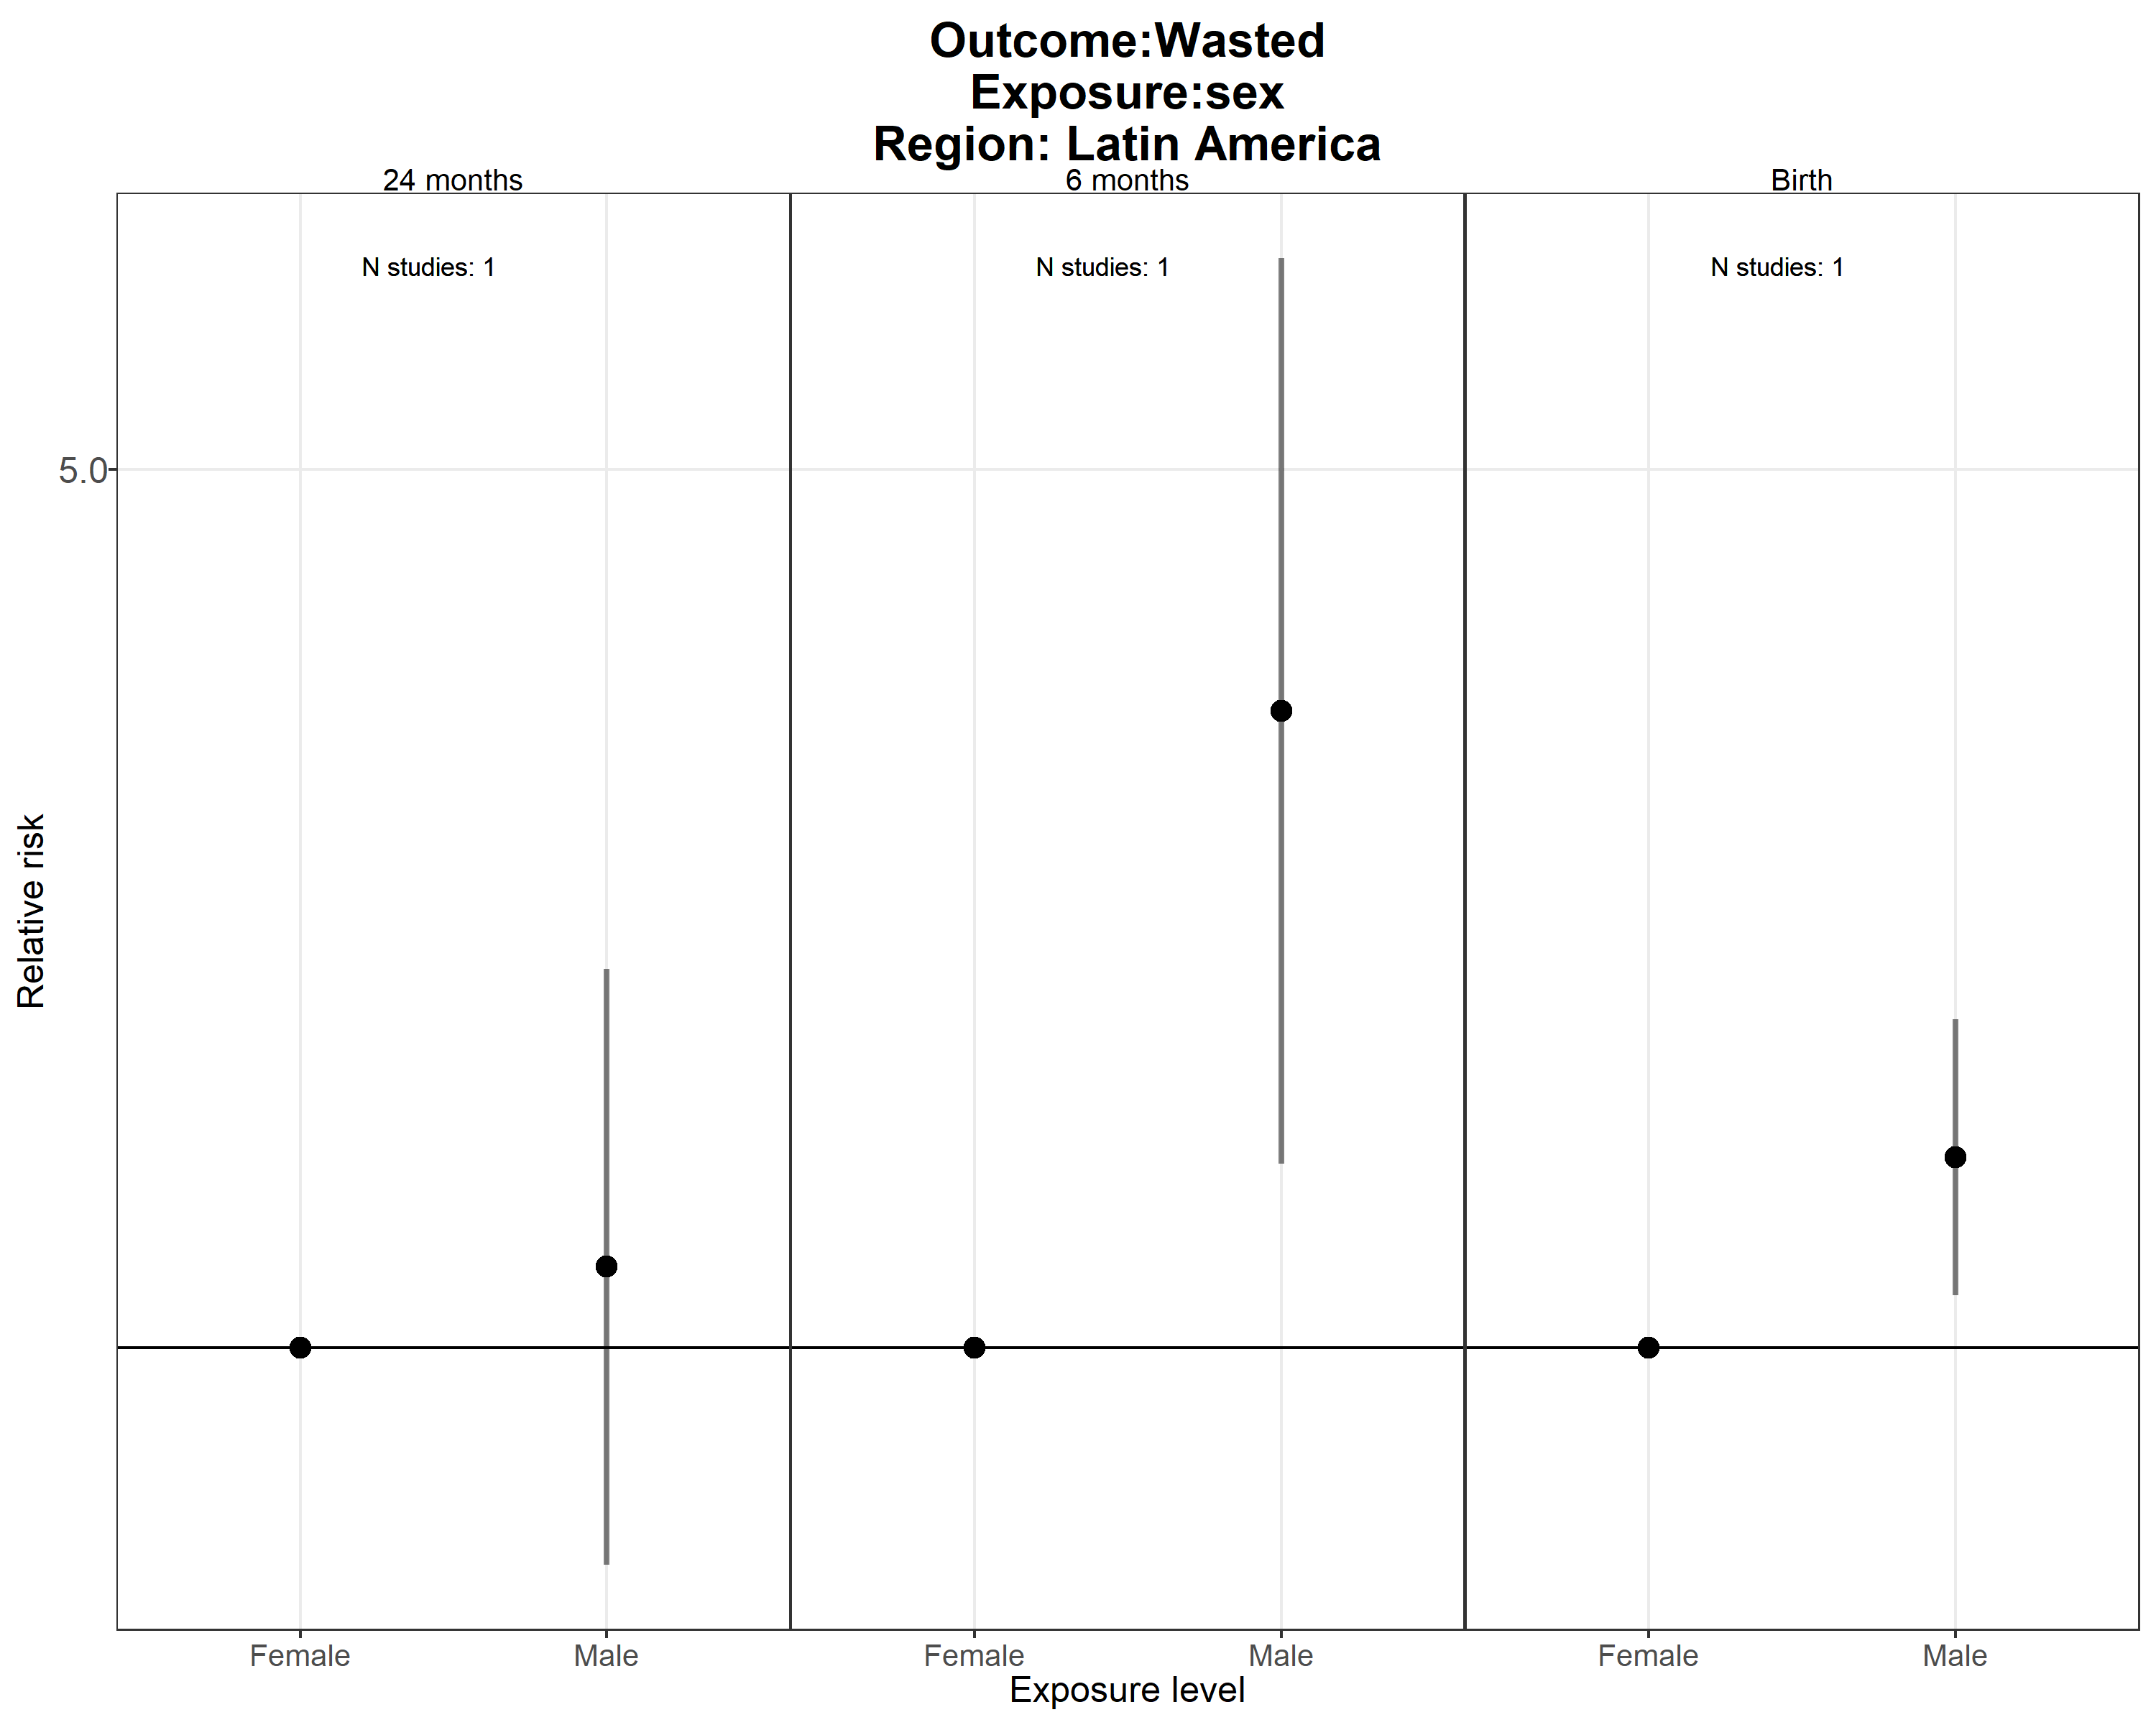 Outcome:Wasted
Exposure:sex
Region: Latin America
24 months
6 months
Birth
N studies: 1
N studies: 1
N studies: 1
5.0
Relative risk
Female
Male
Female
Male
Female
Male
Exposure level